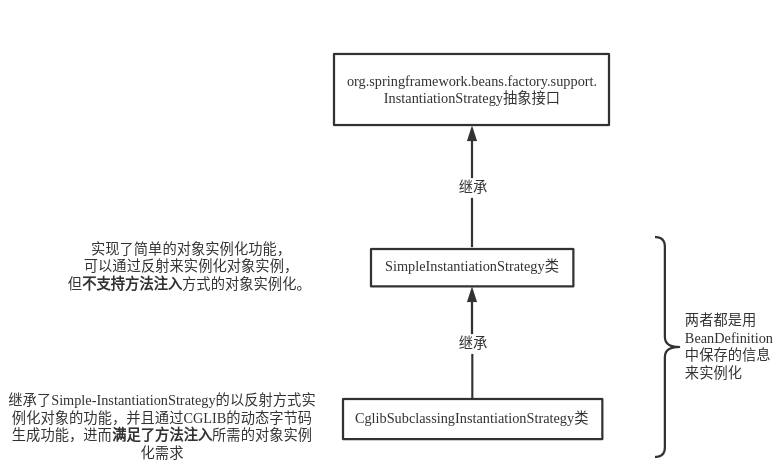 org.springframework.beans.factory.support.
InstantiationStrategy抽象接口
继承
实现了简单的对象实例化功能，
可以通过反射来实例化对象实例，
但不支持方法注入方式的对象实例化。
SimpleInstantiationStrategy类
继承
两者都是用
BeanDefinition
中保存的信息
来实例化
继承了Simple-InstantiationStrategy的以反射方式实
例化对象的功能，并且通过CGLIB的动态字节码
生成功能，进而满足了方法注入所需的对象实例
化需求
CglibSubclassingInstantiationStrategy类